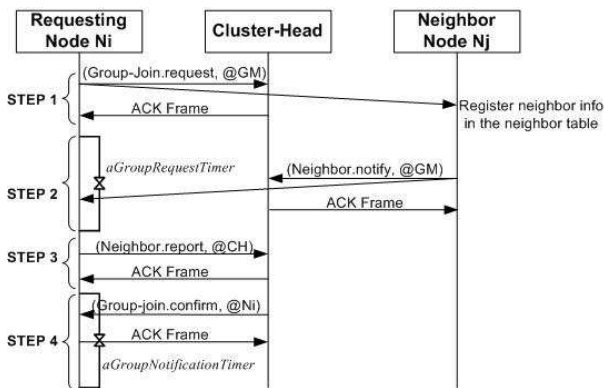 Requesting
Node Ni
Cluster-Head
Neighbor
Node Nj
STEP 1
(Group-Join.request, @GM)
ACK Frame
Register neighbor info
in the neighbor table
STEP 2
aGroupRequestTimer
(Neighbor.notify, @GM)
ACK Frame
STEP 3
(Neighbor.report, @CH)
ACK Frame
STEP 4
(Group-join.confirm, @Ni)
ACK Frame
aGroupNotificationTimer